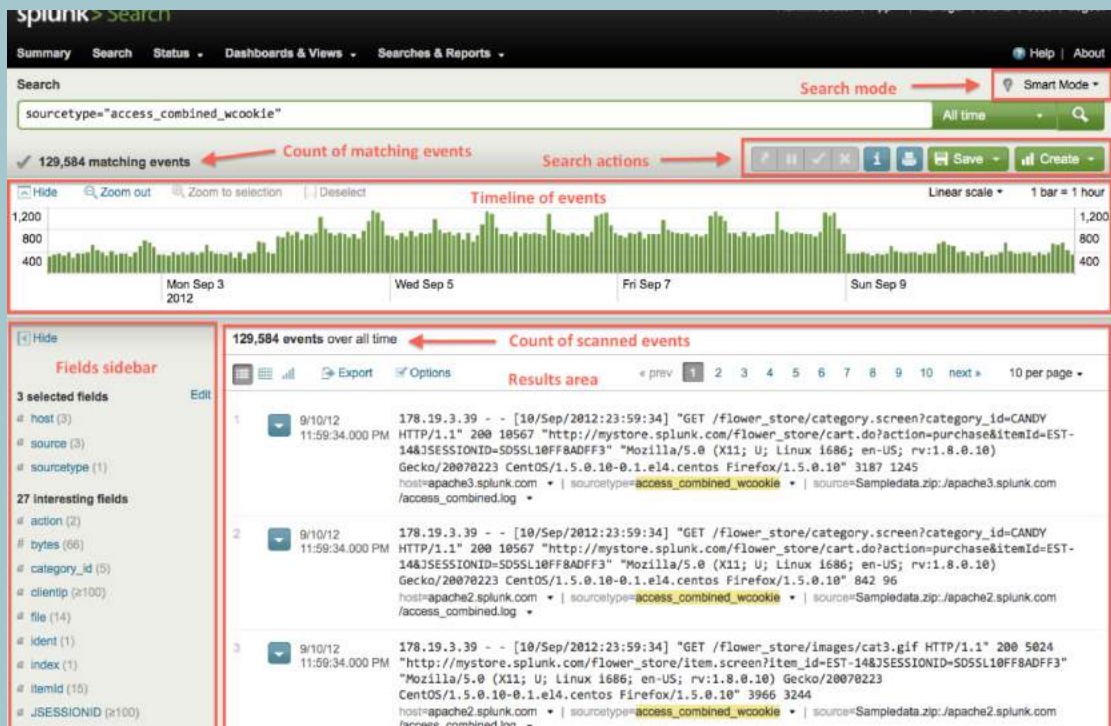 splunk> Search
Summary Search Status Dashboards & Views Searches & Reports Help | About
Search
Search mode
Smart Mode
sourcetype="access_combined_wcookie"
All time
129,584 matching events
Count of matching events
Search actions
Save
Create
Hide Zoom out Zoom to selection Deselect
Timeline of events
Linear scale 1 bar = 1 hour
1,200 1,200
800 800
400 400
Mon Sep 3 Wed Sep 5 Fri Sep 7 Sun Sep 9
2012
Hide
Fields sidebar
3 selected fields Edit
a host (3)
a source (3)
a sourcetype (1)
27 interesting fields
a action (2)
# bytes (66)
a category_id (5)
a clientip (≥100)
a file (14)
a ident (1)
a index (1)
a itemId (15)
a JSESSIONID (≥100)
129,584 events over all time
Count of scanned events
Export Options
Results area
« prev 1 2 3 4 5 6 7 8 9 10 next » 10 per page
1 9/10/12
11:59:34.000 PM
178.19.3.39 - - [10/Sep/2012:23:59:34] "GET /flower_store/category.screen?category_id=CANDY
HTTP/1.1" 200 10567 "http://mystore.splunk.com/flower_store/cart.do?action=purchase&itemId=EST-
14&JSESSIONID=SD5SL10FF8ADFF3" "Mozilla/5.0 (X11; U; Linux i686; en-US; rv:1.8.0.10)
Gecko/20070223 CentOS/1.5.0.10-0.1.el4.centos Firefox/1.5.0.10" 3187 1245
host=apache3.splunk.com | sourcetype=access_combined_wcookie | source=Sampledata.zip:./apache3.splunk.com
/access_combined.log
2 9/10/12
11:59:34.000 PM
178.19.3.39 - - [10/Sep/2012:23:59:34] "GET /flower_store/category.screen?category_id=CANDY
HTTP/1.1" 200 10567 "http://mystore.splunk.com/flower_store/cart.do?action=purchase&itemId=EST-
14&JSESSIONID=SD5SL10FF8ADFF3" "Mozilla/5.0 (X11; U; Linux i686; en-US; rv:1.8.0.10)
Gecko/20070223 CentOS/1.5.0.10-0.1.el4.centos Firefox/1.5.0.10" 842 96
host=apache2.splunk.com | sourcetype=access_combined_wcookie | source=Sampledata.zip:./apache2.splunk.com
/access_combined.log
3 9/10/12
11:59:34.000 PM
178.19.3.39 - - [10/Sep/2012:23:59:34] "GET /flower_store/images/cat3.gif HTTP/1.1" 200 5024
"http://mystore.splunk.com/flower_store/item.screen?item_id=EST-14&JSESSIONID=SD5SL10FF8ADFF3"
"Mozilla/5.0 (X11; U; Linux i686; en-US; rv:1.8.0.10) Gecko/20070223
CentOS/1.5.0.10-0.1.el4.centos Firefox/1.5.0.10" 3966 3244
host=apache2.splunk.com | sourcetype=access_combined_wcookie | source=Sampledata.zip:./apache2.splunk.com
/access_combined.log